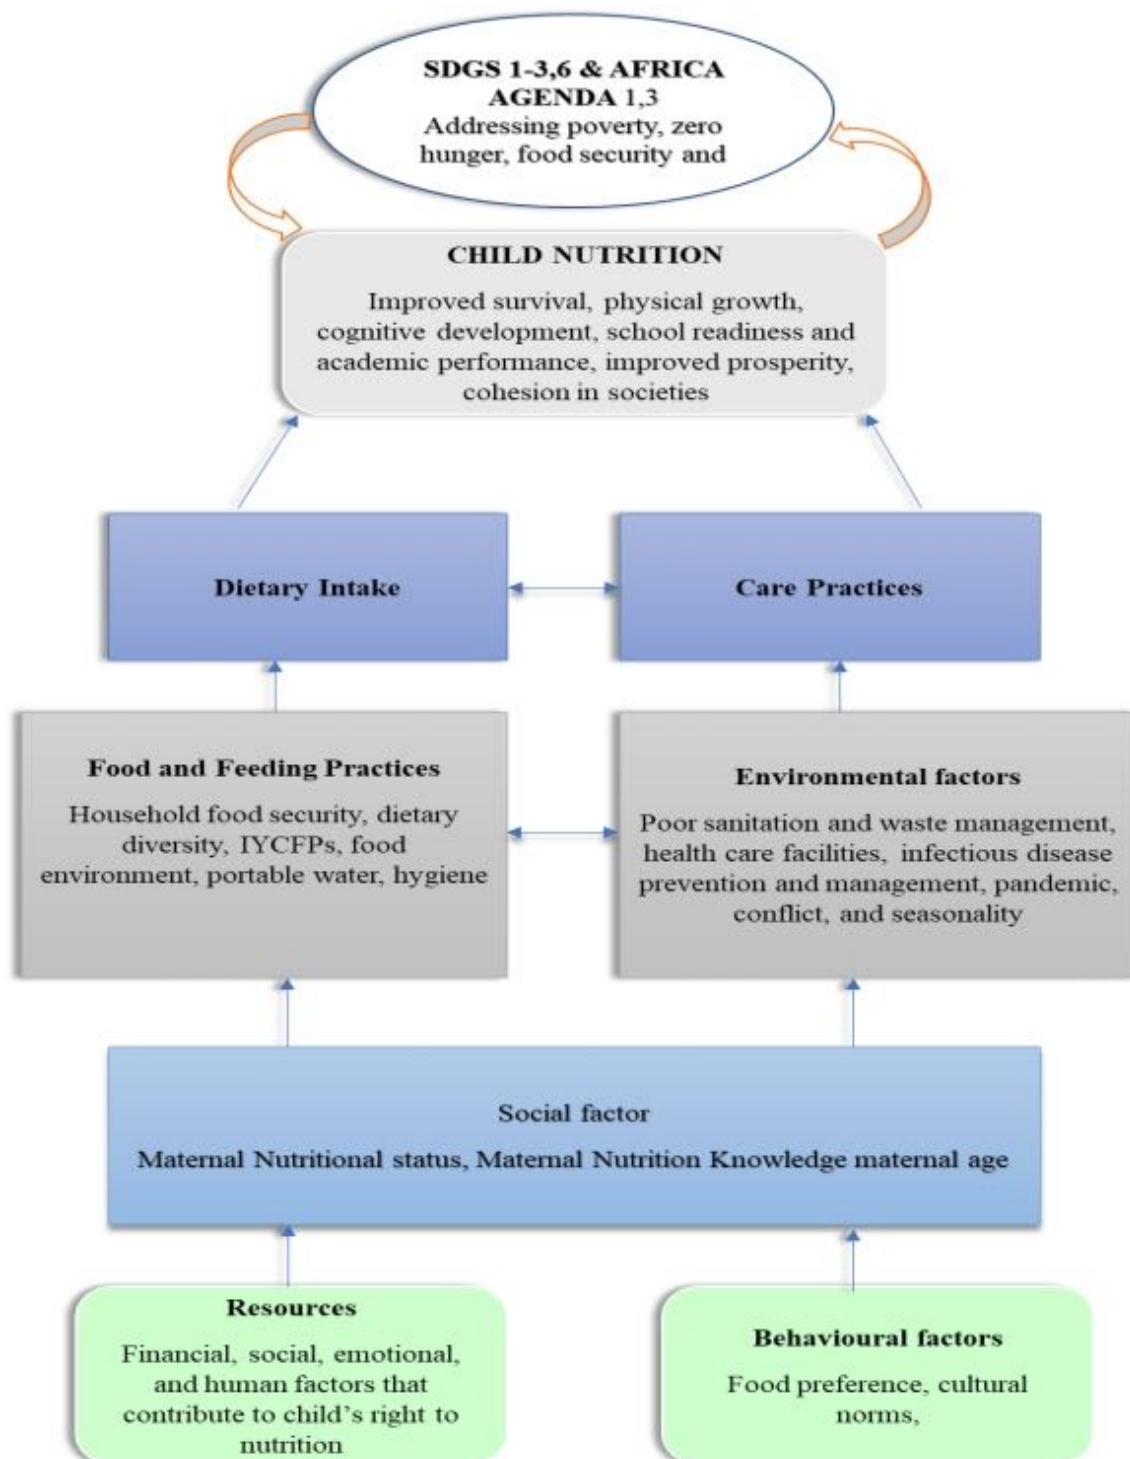 SDGS 1-3,6 & AFRICA
AGENDA 1,3
Addressing poverty, zero
hunger, food security and
CHILD NUTRITION
Improved survival, physical growth,
cognitive development, school readiness and
academic performance, improved prosperity,
cohesion in societies
Dietary Intake
Care Practices
Food and Feeding Practices
Household food security, dietary
diversity, IYCFPs, food
environment, portable water, hygiene
Environmental factors
Poor sanitation and waste management,
health care facilities, infectious disease
prevention and management, pandemic,
conflict, and seasonality
Social factor
Maternal Nutritional status, Maternal Nutrition Knowledge maternal age
Resources
Financial, social, emotional,
and human factors that
contribute to child's right to
nutrition
Behavioural factors
Food preference, cultural
norms,